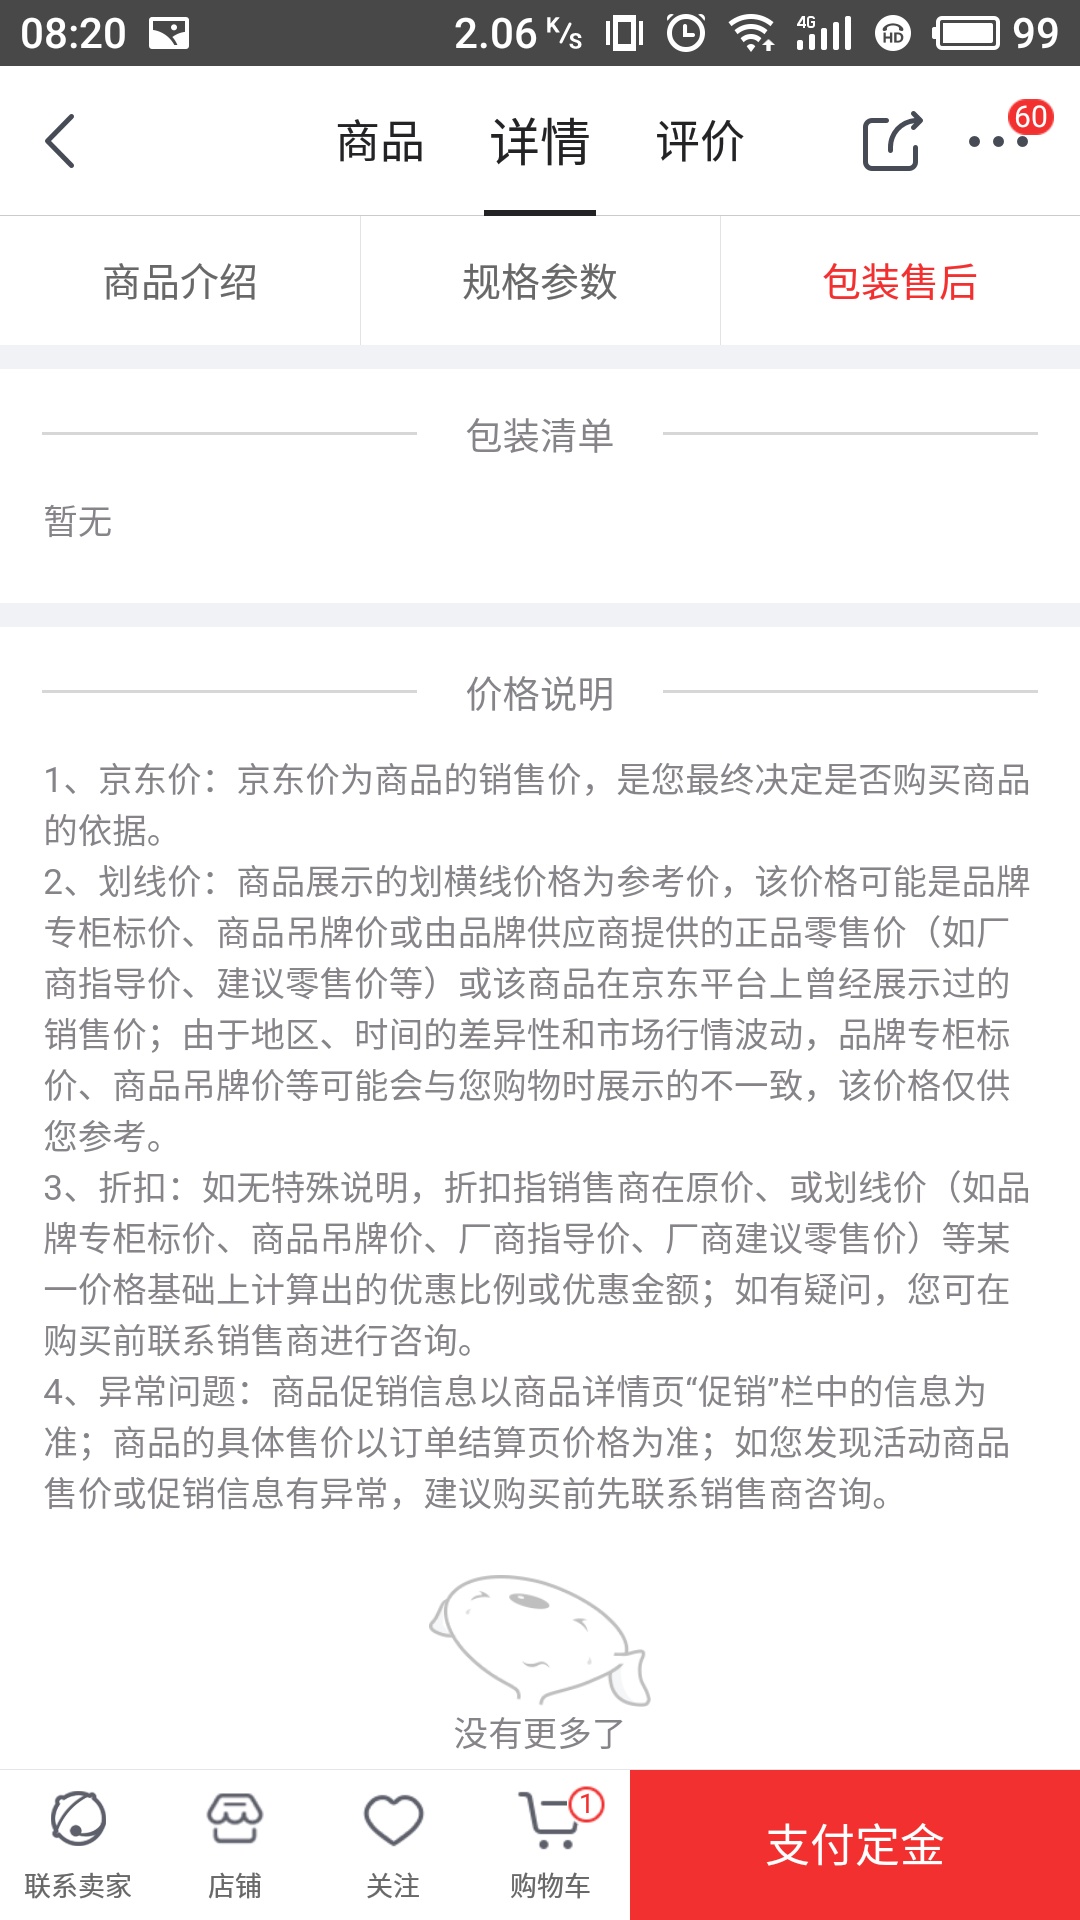 08:20 2.06 K/s 4G HD 99
商品 详情 评价 60
商品介绍 规格参数 包装售后
包装清单
暂无
价格说明
1、京东价：京东价为商品的销售价，是您最终决定是否购买商品
的依据。
2、划线价：商品展示的划横线价格为参考价，该价格可能是品牌
专柜标价、商品吊牌价或由品牌供应商提供的正品零售价（如厂
商指导价、建议零售价等）或该商品在京东平台上曾经展示过的
销售价；由于地区、时间的差异性和市场行情波动，品牌专柜标
价、商品吊牌价等可能会与您购物时展示的不一致，该价格仅供
您参考。
3、折扣：如无特殊说明，折扣指销售商在原价、或划线价（如品
牌专柜标价、商品吊牌价、厂商指导价、厂商建议零售价）等某
一价格基础上计算出的优惠比例或优惠金额；如有疑问，您可在
购买前联系销售商进行咨询。
4、异常问题：商品促销信息以商品详情页“促销”栏中的信息为
准；商品的具体售价以订单结算页价格为准；如您发现活动商品
售价或促销信息有异常，建议购买前先联系销售商咨询。
没有更多了
1
联系卖家 店铺 关注 购物车 支付定金